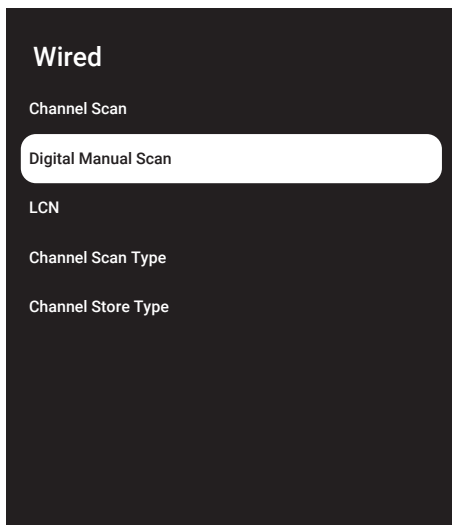 Wired
Channel Scan
Digital Manual Scan
LCN
Channel Scan Type
Channel Store Type